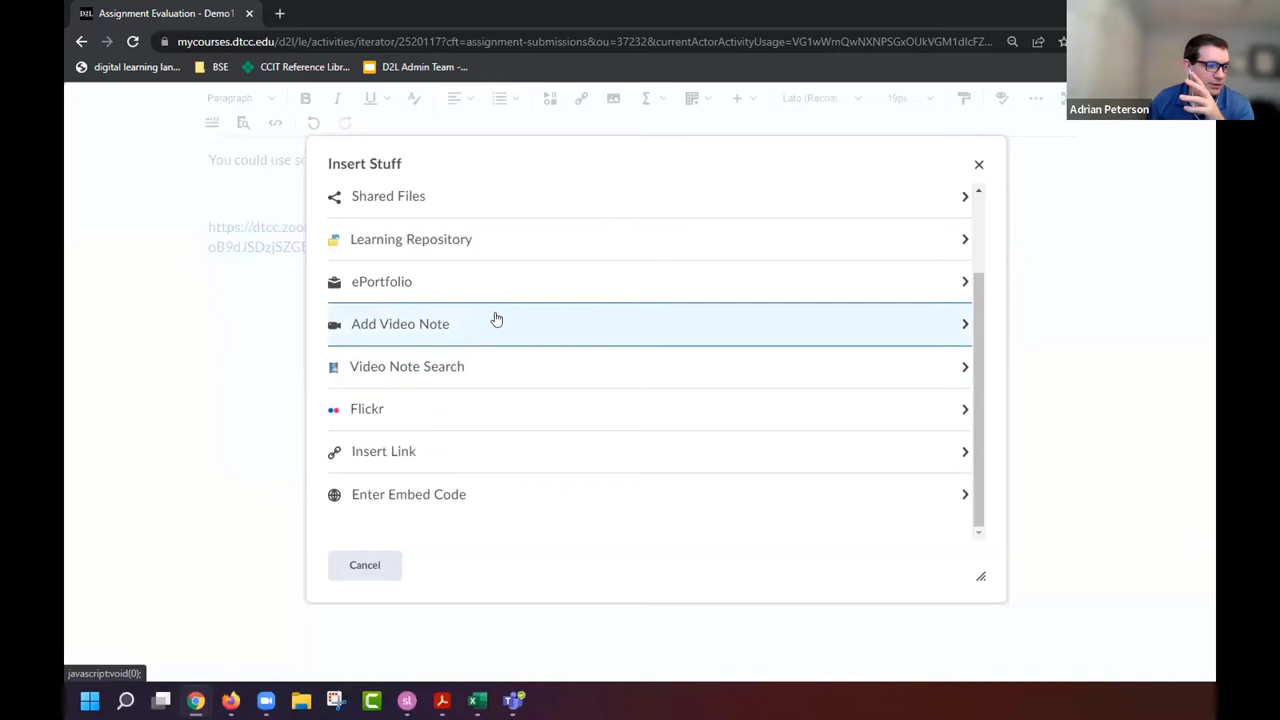 D2L Assignment Evaluation - Demo1
mycourses.dtcc.edu/d2l/le/activities/iterator/2520117?cft=assignment-submissions&ou=37232&currentActorActivityUsage=VG1wWmQwNXNPSGxOUkVGM1dIcFZ...
digital learning lan... BSE CCIT Reference Libr... D2L Admin Team -...
Adrian Peterson
Paragraph B I U Lato (Recom... 19px...
You could use so
https://dtcc.zoo
oB9dJSDzjSZGE
Insert Stuff
Shared Files
Learning Repository
ePortfolio
Add Video Note
Video Note Search
Flickr
Insert Link
Enter Embed Code
Cancel
javascript:void(0);